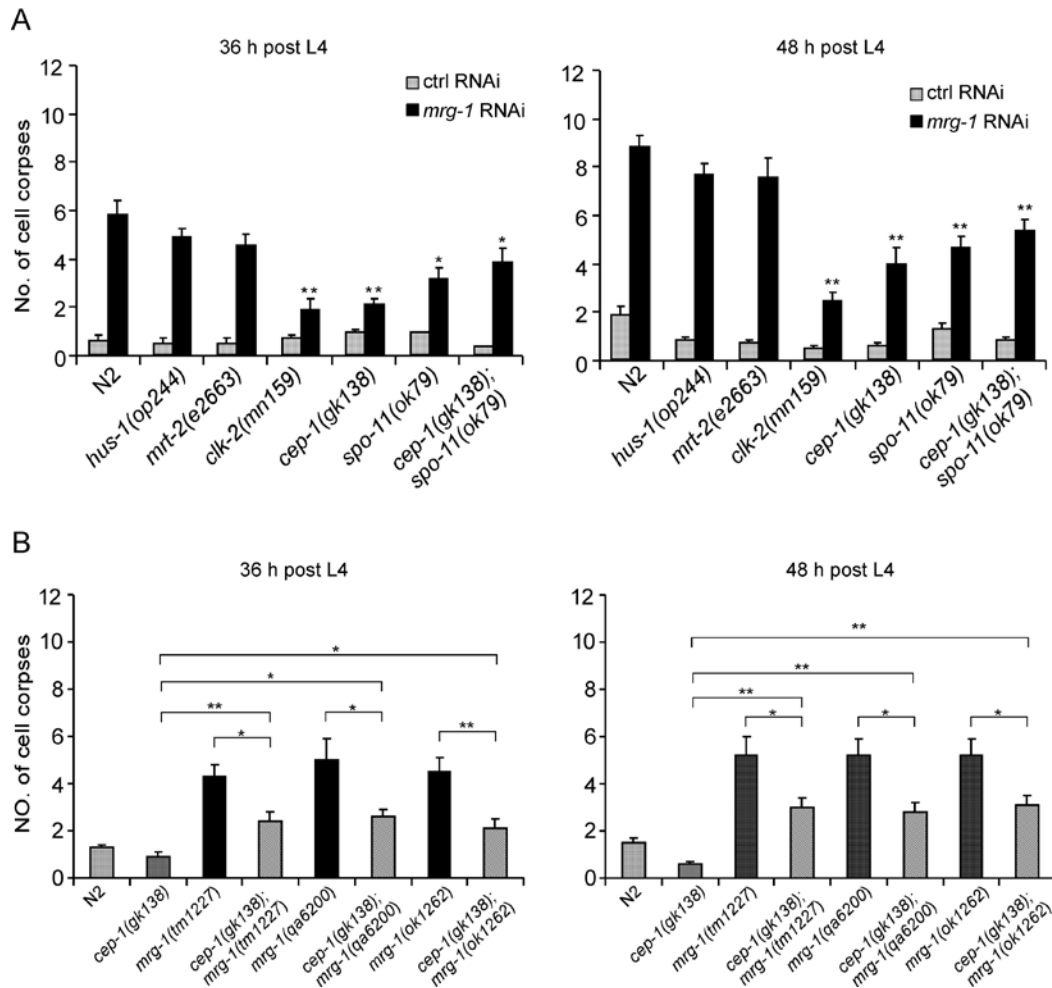 A
36 h post L4
48 h post L4
No. of cell corpses
12
10
8
6
4
2
0
ctrl RNAi
mrg-1 RNAi
** ** * *
N2
hus-1(op244)
mrt-2(e2663)
clk-2(mn159)
cep-1(gk138)
spo-11(ok79)
cep-1(gk138);
spo-11(ok79)
12
10
8
6
4
2
0
ctrl RNAi
mrg-1 RNAi
** ** ** **
N2
hus-1(op244)
mrt-2(e2663)
clk-2(mn159)
cep-1(gk138)
spo-11(ok79)
cep-1(gk138);
spo-11(ok79)
B
36 h post L4
48 h post L4
NO. of cell corpses
12
10
8
6
4
2
0
*
*
**
* * **
N2
cep-1(gk138)
mrg-1(tm1227)
cep-1(gk138);
mrg-1(tm1227)
mrg-1(qa6200)
cep-1(gk138);
mrg-1(qa6200)
mrg-1(ok1262)
cep-1(gk138);
mrg-1(ok1262)
12
10
8
6
4
2
0
**
**
**
* * *
N2
cep-1(gk138)
mrg-1(tm1227)
cep-1(gk138);
mrg-1(tm1227)
mrg-1(qa6200)
cep-1(gk138);
mrg-1(qa6200)
mrg-1(ok1262)
cep-1(gk138);
mrg-1(ok1262)